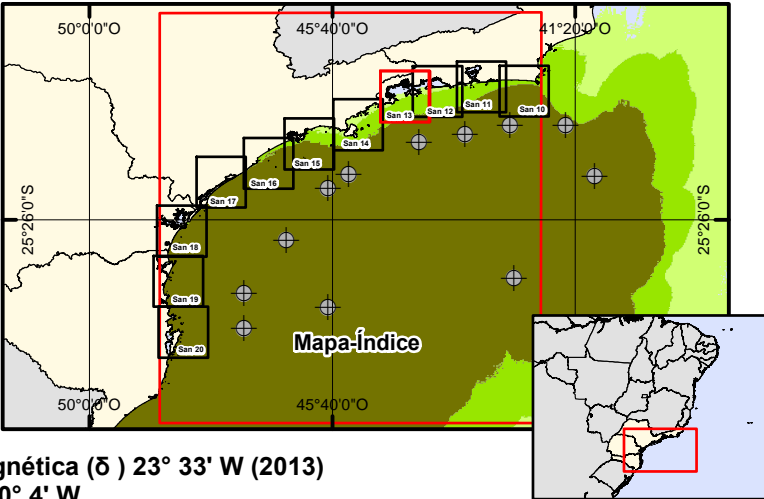 50°0'0"O
45°40'0"O
41°20'0"O
San 13
San 12
San 11
San 10
San 14
San 15
San 16
San 17
25°26'0"S
25°26'0"S
San 18
San 19
San 20
Mapa-Índice
50°0'0"O
45°40'0"O
gnética (δ ) 23° 33' W (2013)
0° 4' W